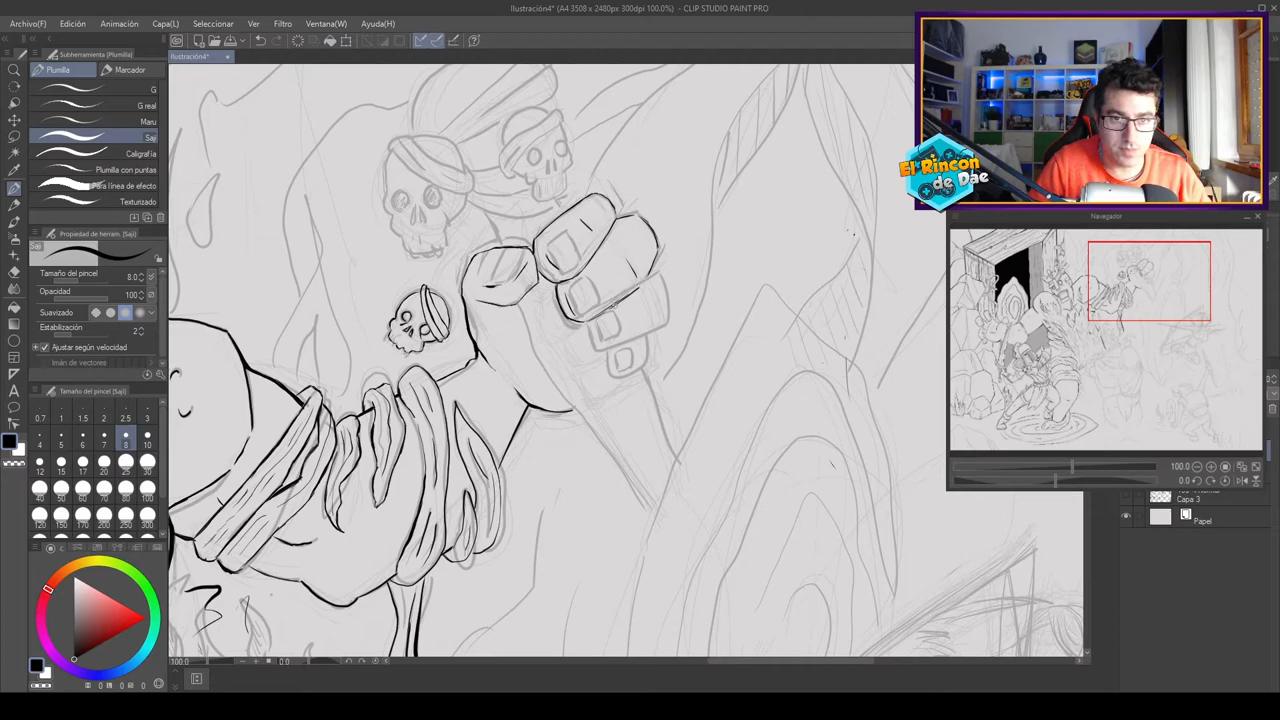 Ilustración4* (A4 3508 x 2480px 300dpi 100.0%) - CLIP STUDIO PAINT PRO
Archivo(F) Edición Animación Capa(L) Seleccionar Ver Filtro Ventana(W) Ayuda(H)
Subherramienta (Plumilla)
Ilustración4*
Plumilla Marcador
G
G real
Maru
Saji
Caligrafía
Plumilla con puntas
Para línea de efecto
Texturizado
Propiedad de herram. (Saji)
Saji
Tamaño del pincel 8.0
Opacidad 100
Suavizado
Estabilización 2
Ajustar según velocidad
Imán de vectores
Tamaño del pincel (Saji)
0.7 1 1.5 2 2.5 3
4 5 6 7 8 10
12 15 17 20 25 30
40 50 60 70 80 100
120 150 170 200 250 300
100.0 0.0
El Rincon
de Dae
Navegador
100.0
0.0
Capa 3
Papel